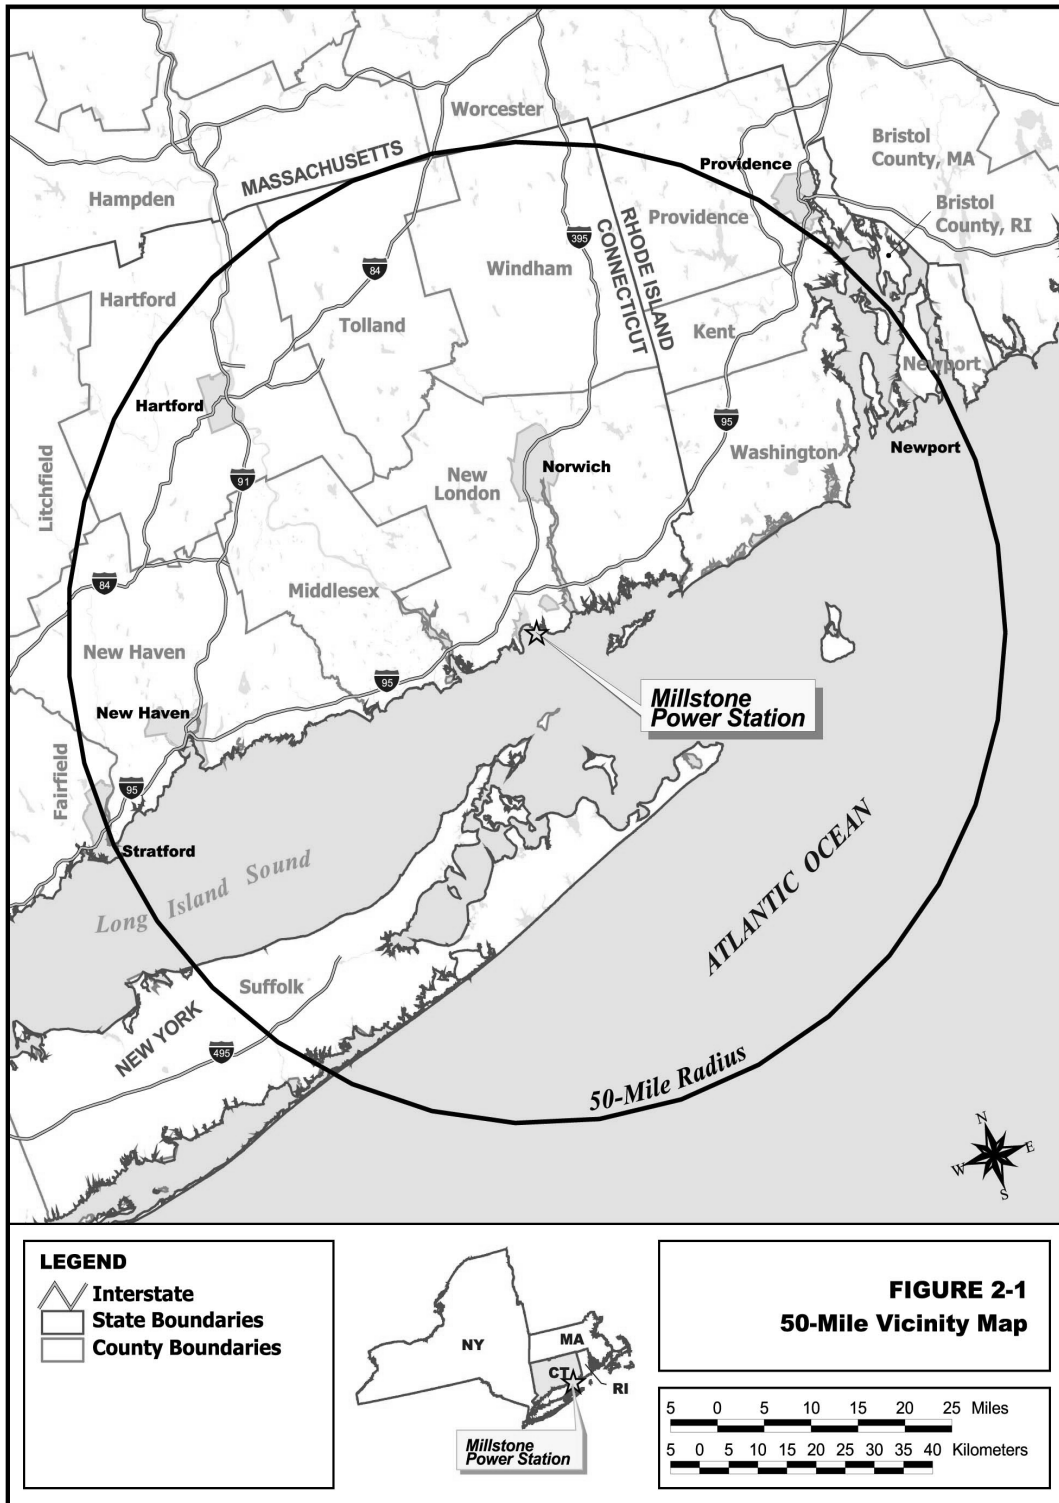 Worcester
Bristol
County, MA
Providence
MASSACHUSETTS
Hampden
Bristol
County, RI
Providence
RHODE ISLAND
CONNECTICUT
395
84
Windham
Hartford
Tolland
Kent
Newport
Hartford
95
Newport
Washington
Norwich
New
London
91
Litchfield
84
Middlesex
New Haven
95
Millstone
Power Station
New Haven
Fairfield
95
Stratford
Long Island Sound
ATLANTIC OCEAN
Suffolk
NEW YORK
495
50-Mile Radius
N
E
W
S
LEGEND
Interstate
State Boundaries
County Boundaries
NY
MA
CT
RI
Millstone
Power Station
FIGURE 2-1
50-Mile Vicinity Map
5 0 5 10 15 20 25 Miles
5 0 5 10 15 20 25 30 35 40 Kilometers